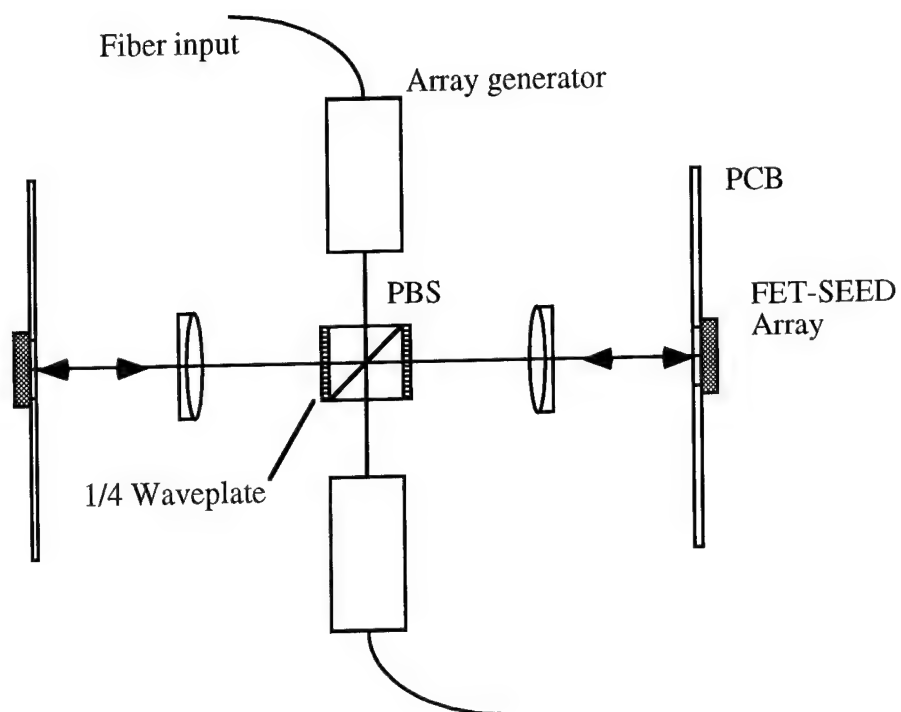 Fiber input
Array generator
PCB
PBS
FET-SEED
Array
1/4 Waveplate